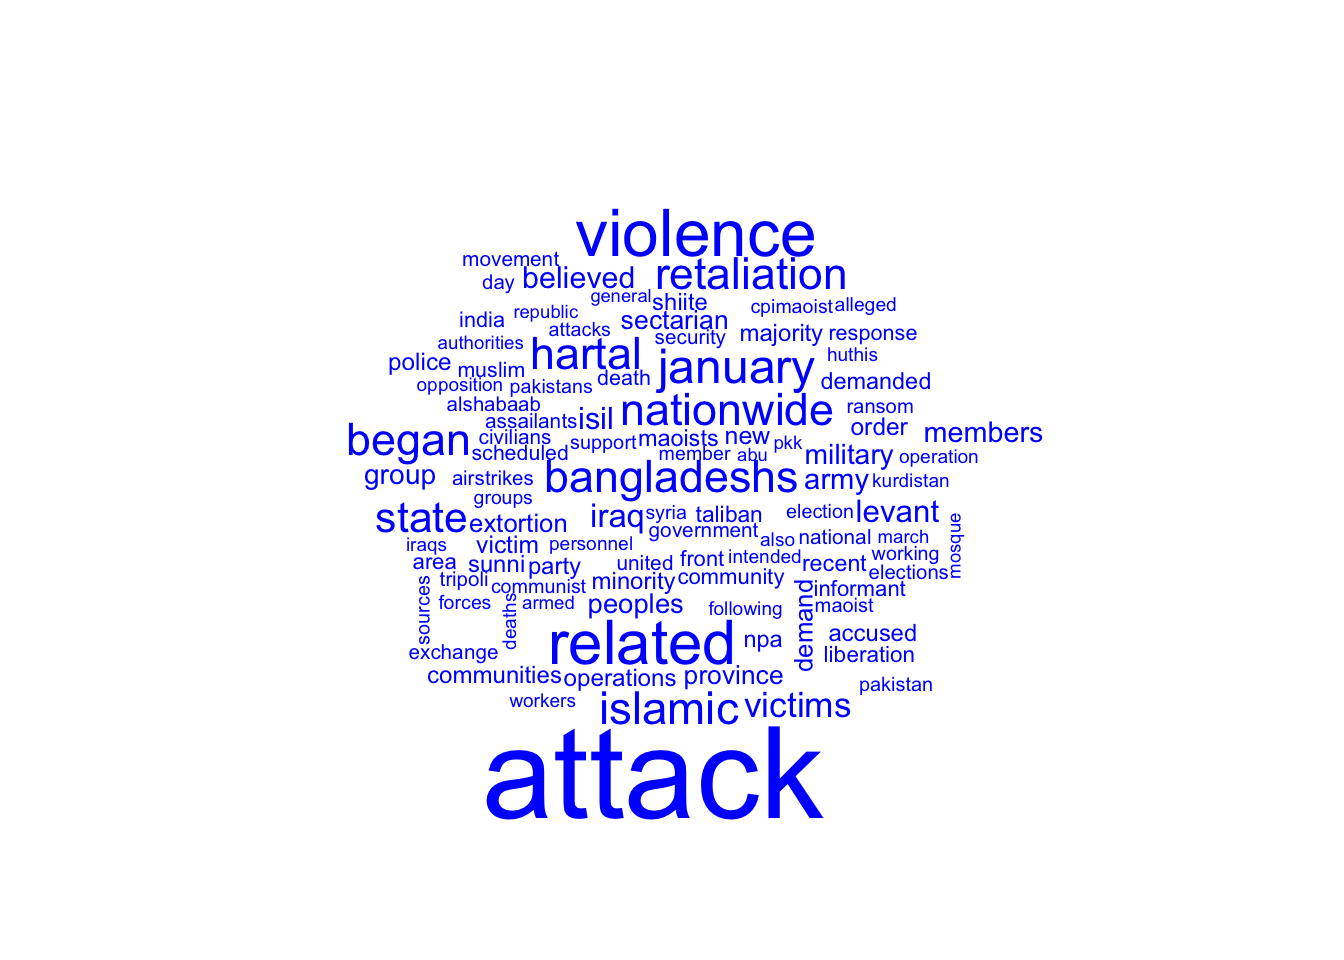 violence
movement
day believed retaliation
general shiite
republic cpimaoist alleged
india sectarian
attacks security majority response
authorities
hartal january huthis
police muslim death demanded
opposition pakistans
alshabaab isil nationwide ransom
assailants order
began civilians support maoists new pkk members
scheduled member abu military operation
group airstrikes bangladeshs army kurdistan
groups
state extortion iraq syria taliban election levant
government also national march mosque
iraqs victim personnel
area sunni party united front intended recent working
tripoli communist minority community elections
sources forces deaths armed peoples following demand informant
maoist
related npa accused
exchange liberation
communities operations province
workers pakistan
islamic victims
attack